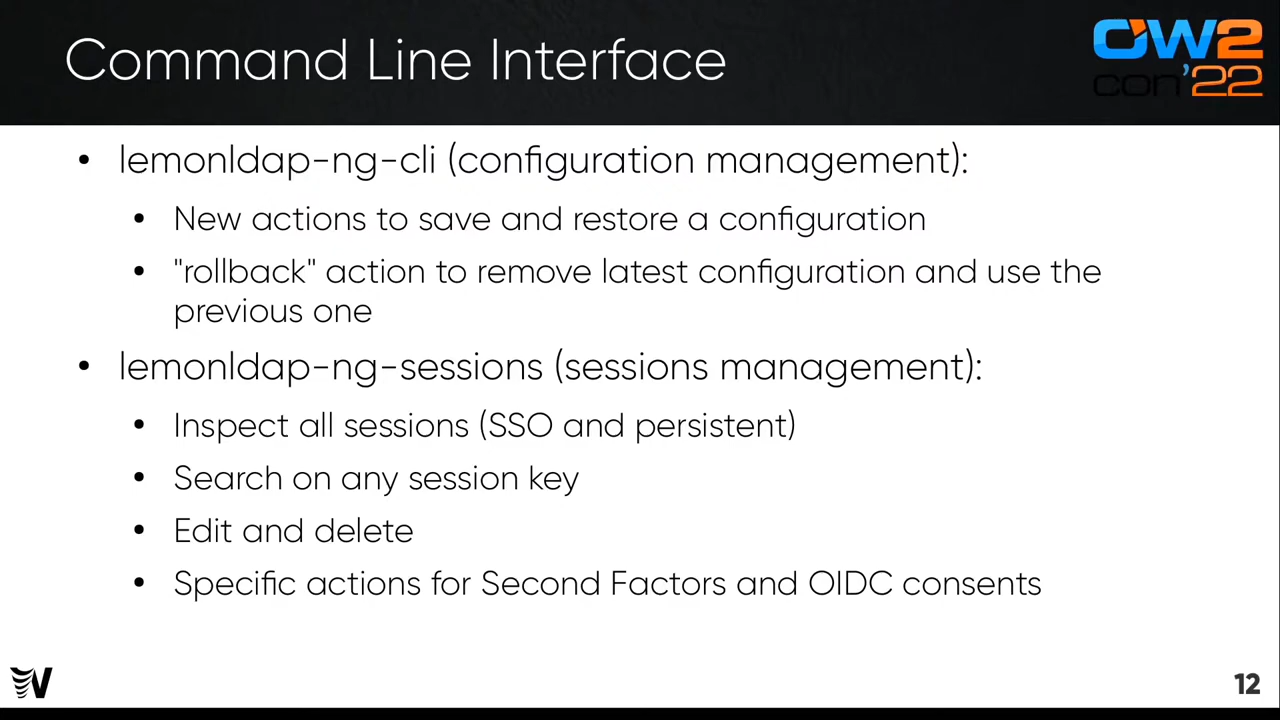 Command Line Interface
OW2
con'22
• lemonldap-ng-cli (configuration management):
• New actions to save and restore a configuration
• "rollback" action to remove latest configuration and use the
previous one
• lemonldap-ng-sessions (sessions management):
• Inspect all sessions (SSO and persistent)
• Search on any session key
• Edit and delete
• Specific actions for Second Factors and OIDC consents
12